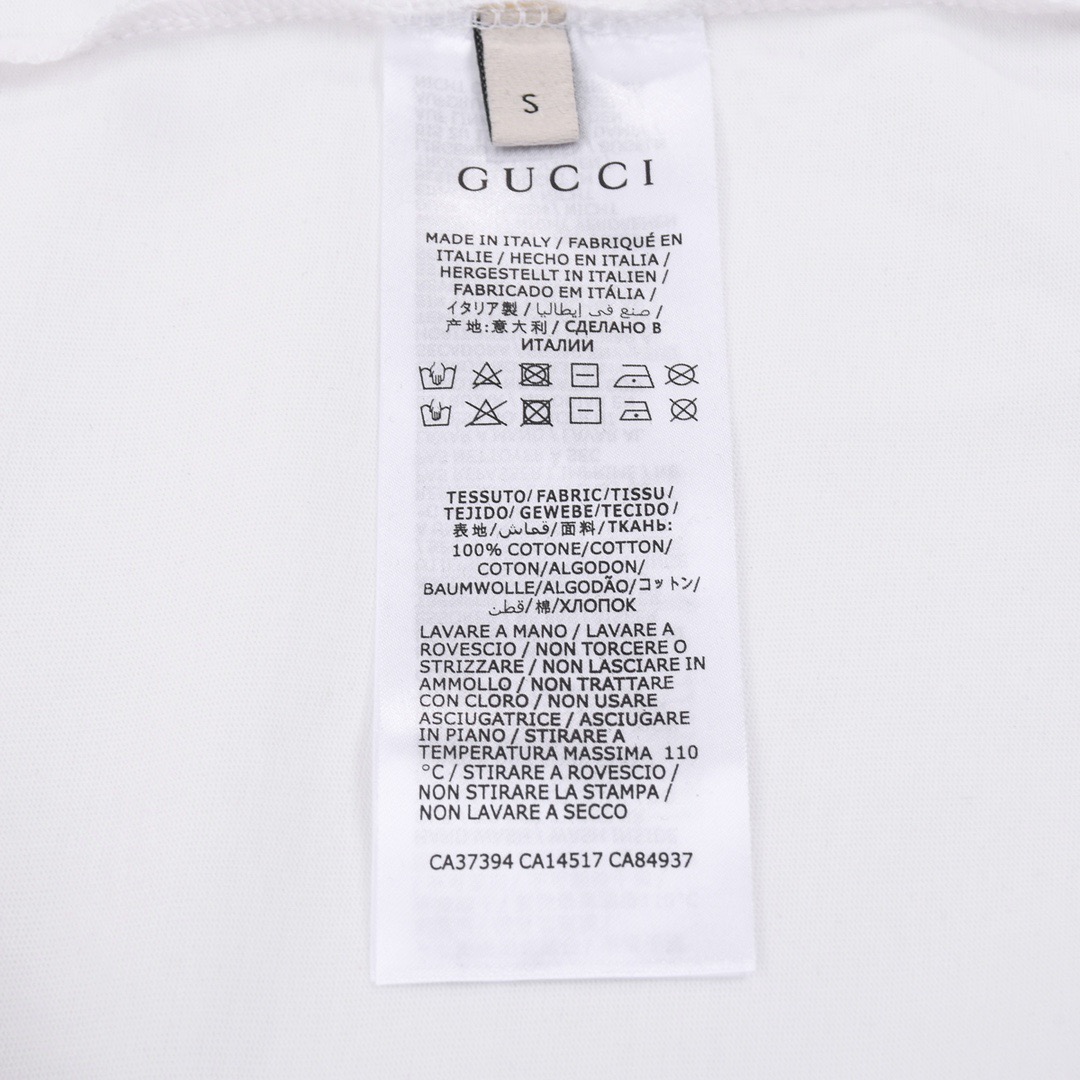 S
GUCCI
MADE IN ITALY / FABRIQUÉ EN
ITALIE / HECHO EN ITALIA /
HERGESTELLT IN ITALIEN /
FABRICADO EM ITÁLIA /
イタリア製 / صنع في إيطاليا /
产地:意大利 / СДЕЛАНО В
ИТАЛИИ
TESSUTO/FABRIC/TISSU/
TEJIDO/GEWEBE/TECIDO/
表地/قماش/面料/ТКАНЬ:
100% COTONE/COTTON/
COTON/ALGODON/
BAUMWOLLE/ALGODÃO/コットン/
قطن/棉/ХЛОПОК
LAVARE A MANO / LAVARE A
ROVESCIO / NON TORCERE O
STRIZZARE / NON LASCIARE IN
AMMOLLO / NON TRATTARE
CON CLORO / NON USARE
ASCIUGATRICE / ASCIUGARE
IN PIANO / STIRARE A
TEMPERATURA MASSIMA 110
°C / STIRARE A ROVESCIO /
NON STIRARE LA STAMPA /
NON LAVARE A SECCO
CA37394 CA14517 CA84937